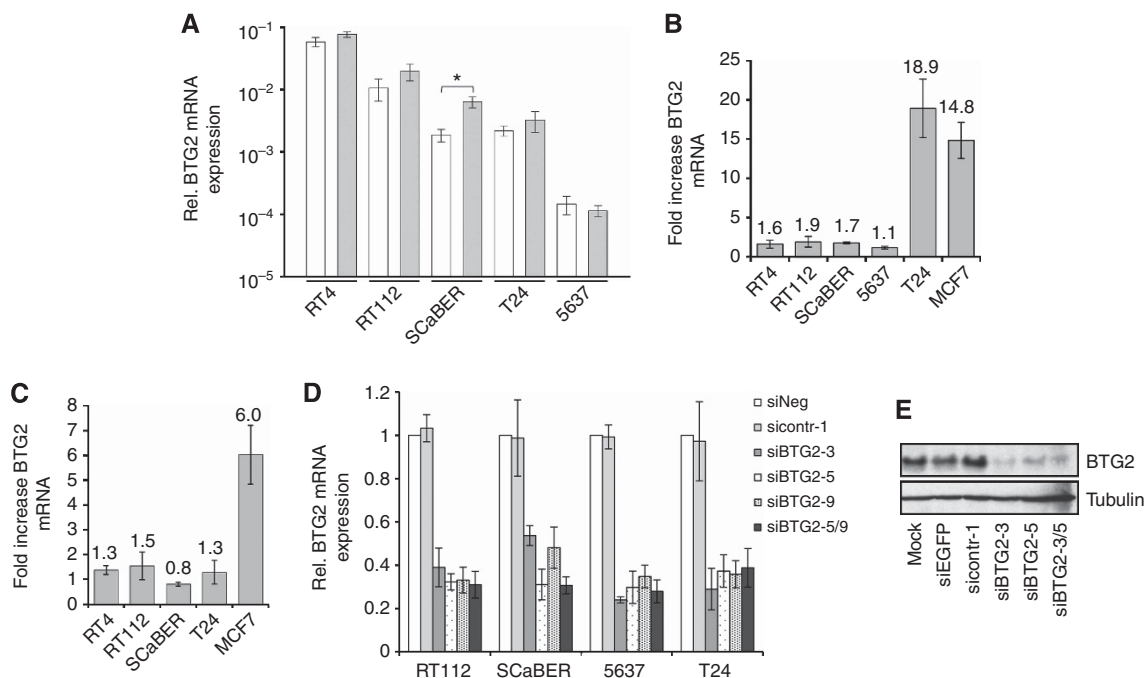 A
Rel. BTG2 mRNA
expression
10−1
10−2
10−3
10−4
10−5
*
RT4
RT112
SCaBER
T24
5637
B
Fold increase BTG2
mRNA
25
20
15
10
5
0
1.6
1.9
1.7
1.1
18.9
14.8
RT4
RT112
SCaBER
5637
T24
MCF7
C
Fold increase BTG2
mRNA
8
7
6
5
4
3
2
1
0
1.3
1.5
0.8
1.3
6.0
RT4
RT112
SCaBER
T24
MCF7
D
Rel. BTG2 mRNA
expression
1.2
1
0.8
0.6
0.4
0.2
0
RT112
SCaBER
5637
T24
siNeg
sicontr-1
siBTG2-3
siBTG2-5
siBTG2-9
siBTG2-5/9
E
BTG2
Tubulin
Mock
siEGFP
sicontr-1
siBTG2-3
siBTG2-5
siBTG2-3/5